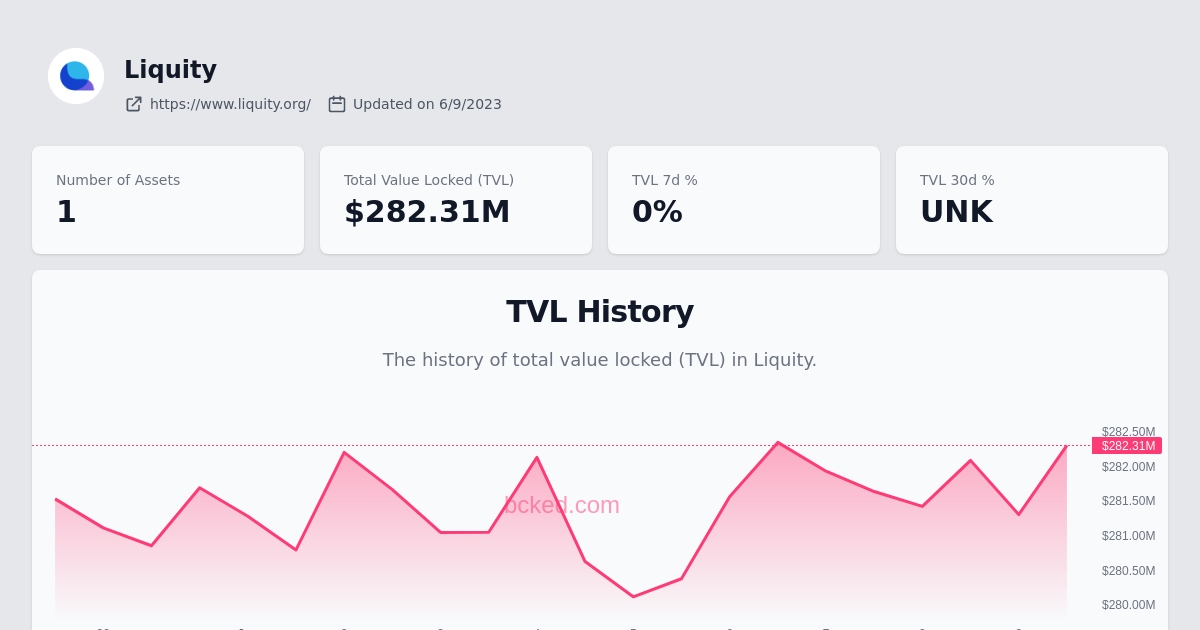 Liquity
https://www.liquity.org/ Updated on 6/9/2023
Number of Assets
1
Total Value Locked (TVL)
$282.31M
TVL 7d %
0%
TVL 30d %
UNK
TVL History
The history of total value locked (TVL) in Liquity.
$282.50M
$282.31M
$282.00M
$281.50M
bcked.com
$281.00M
$280.50M
$280.00M